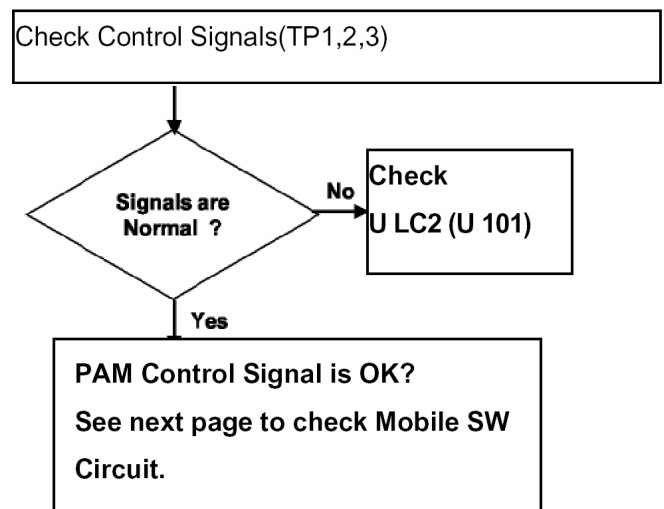 Check Control Signals(TP1,2,3)
Signals are
Normal ?
No
Check
U LC2 (U 101)
Yes
PAM Control Signal is OK?
See next page to check Mobile SW
Circuit.